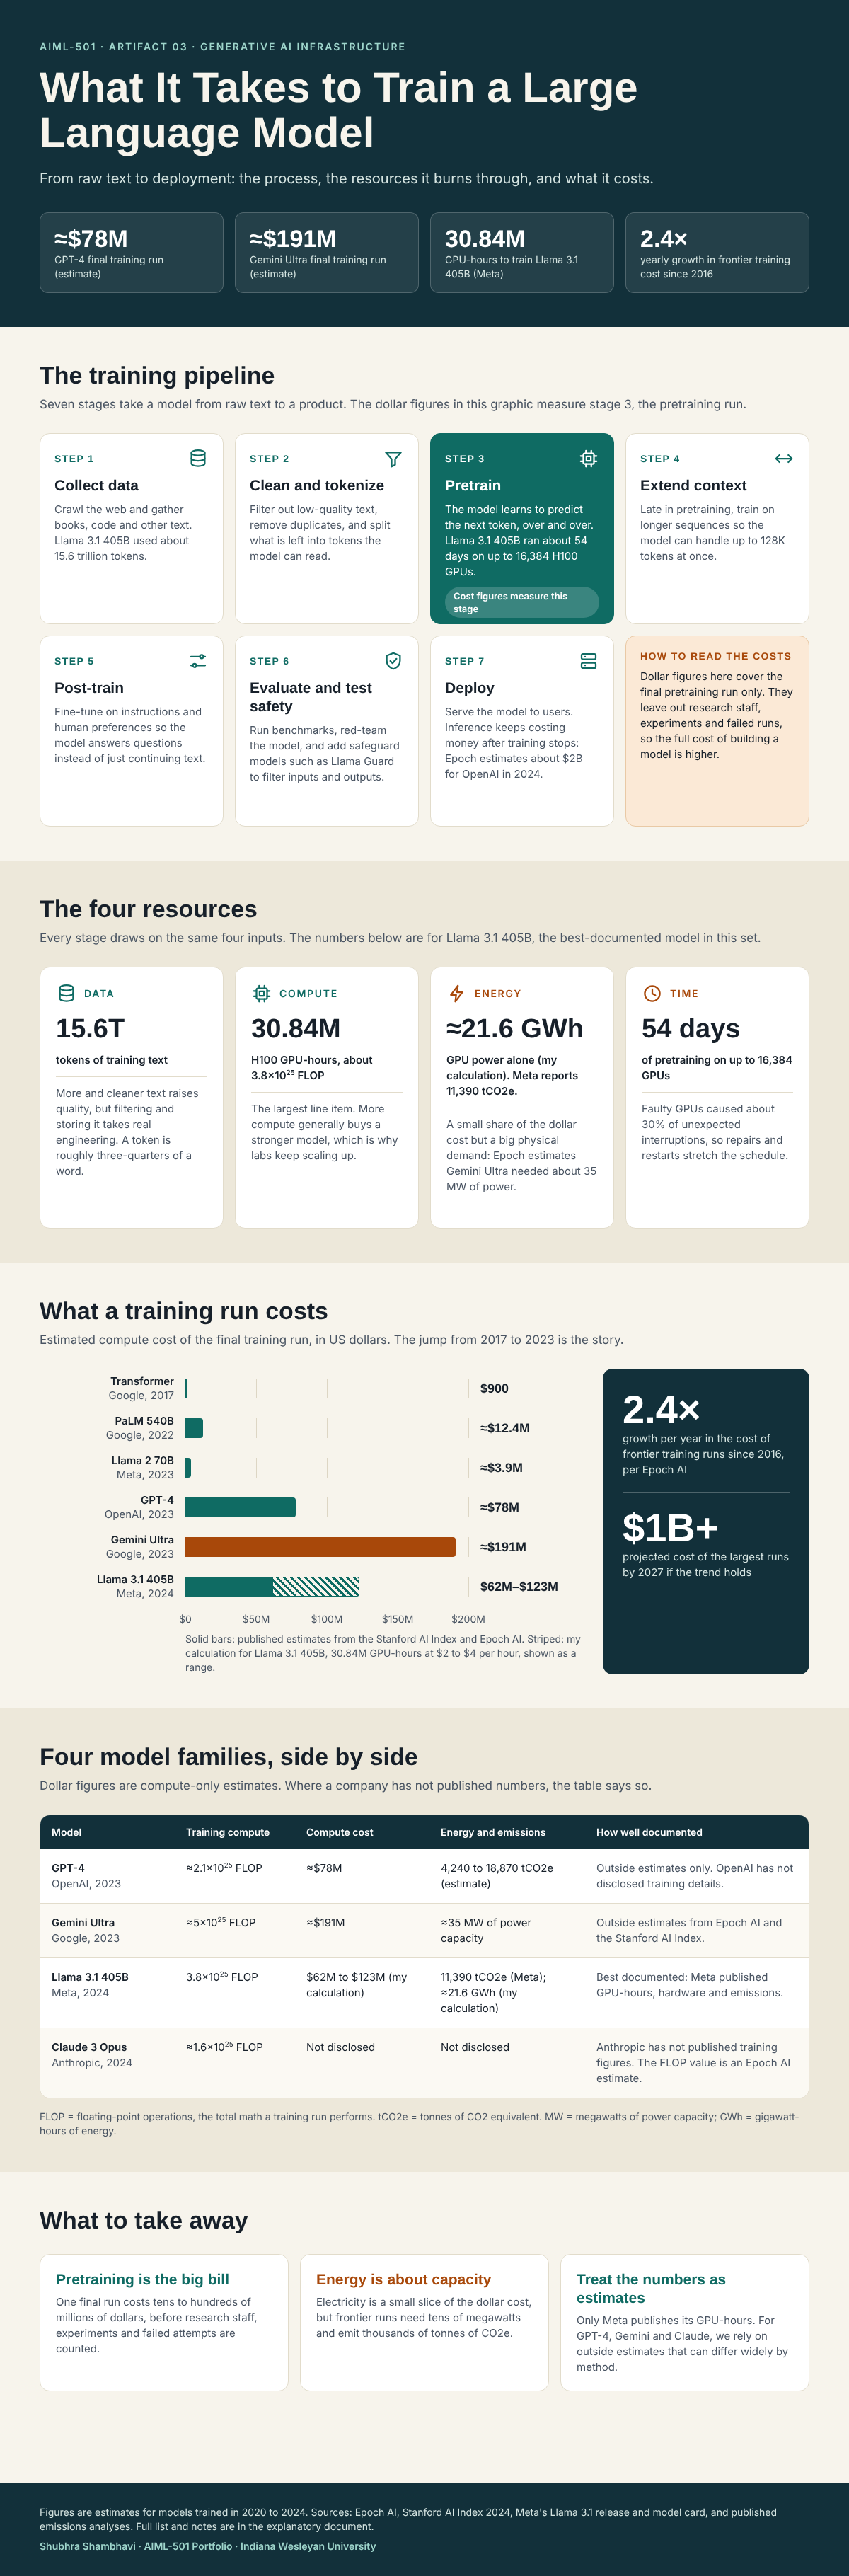 AIML-501 · ARTIFACT 03 · GENERATIVE AI INFRASTRUCTURE
What It Takes to Train a Large
Language Model
From raw text to deployment: the process, the resources it burns through, and what it costs.
≈$78M
GPT-4 final training run
(estimate)
≈$191M
Gemini Ultra final training run
(estimate)
30.84M
GPU-hours to train Llama 3.1
405B (Meta)
2.4×
yearly growth in frontier training
cost since 2016
The training pipeline
Seven stages take a model from raw text to a product. The dollar figures in this graphic measure stage 3, the pretraining run.
STEP 1
Collect data
Crawl the web and gather
books, code and other text.
Llama 3.1 405B used about
15.6 trillion tokens.
STEP 2
Clean and tokenize
Filter out low-quality text,
remove duplicates, and split
what is left into tokens the
model can read.
STEP 3
Pretrain
The model learns to predict
the next token, over and over.
Llama 3.1 405B ran about 54
days on up to 16,384 H100
GPUs.
Cost figures measure this
stage
STEP 4
Extend context
Late in pretraining, train on
longer sequences so the
model can handle up to 128K
tokens at once.
STEP 5
Post-train
Fine-tune on instructions and
human preferences so the
model answers questions
instead of just continuing text.
STEP 6
Evaluate and test
safety
Run benchmarks, red-team
the model, and add safeguard
models such as Llama Guard
to filter inputs and outputs.
STEP 7
Deploy
Serve the model to users.
Inference keeps costing
money after training stops:
Epoch estimates about $2B
for OpenAI in 2024.
HOW TO READ THE COSTS
Dollar figures here cover the
final pretraining run only. They
leave out research staff,
experiments and failed runs,
so the full cost of building a
model is higher.
The four resources
Every stage draws on the same four inputs. The numbers below are for Llama 3.1 405B, the best-documented model in this set.
DATA
15.6T
tokens of training text
More and cleaner text raises
quality, but filtering and
storing it takes real
engineering. A token is
roughly three-quarters of a
word.
COMPUTE
30.84M
H100 GPU-hours, about
3.8×10²⁵ FLOP
The largest line item. More
compute generally buys a
stronger model, which is why
labs keep scaling up.
ENERGY
≈21.6 GWh
GPU power alone (my
calculation). Meta reports
11,390 tCO2e.
A small share of the dollar
cost but a big physical
demand: Epoch estimates
Gemini Ultra needed about 35
MW of power.
TIME
54 days
of pretraining on up to 16,384
GPUs
Faulty GPUs caused about
30% of unexpected
interruptions, so repairs and
restarts stretch the schedule.
What a training run costs
Estimated compute cost of the final training run, in US dollars. The jump from 2017 to 2023 is the story.
Transformer
Google, 2017
$900
PaLM 540B
Google, 2022
≈$12.4M
Llama 2 70B
Meta, 2023
≈$3.9M
GPT-4
OpenAI, 2023
≈$78M
Gemini Ultra
Google, 2023
≈$191M
Llama 3.1 405B
Meta, 2024
$62M–$123M
$0 $50M $100M $150M $200M
Solid bars: published estimates from the Stanford AI Index and Epoch AI. Striped: my
calculation for Llama 3.1 405B, 30.84M GPU-hours at $2 to $4 per hour, shown as a
range.
2.4×
growth per year in the cost of
frontier training runs since 2016,
per Epoch AI
$1B+
projected cost of the largest runs
by 2027 if the trend holds
Four model families, side by side
Dollar figures are compute-only estimates. Where a company has not published numbers, the table says so.
Model Training compute Compute cost Energy and emissions How well documented
GPT-4
OpenAI, 2023
≈2.1×10²⁵ FLOP
≈$78M
4,240 to 18,870 tCO2e
(estimate)
Outside estimates only. OpenAI has not
disclosed training details.
Gemini Ultra
Google, 2023
≈5×10²⁵ FLOP
≈$191M
≈35 MW of power
capacity
Outside estimates from Epoch AI and
the Stanford AI Index.
Llama 3.1 405B
Meta, 2024
3.8×10²⁵ FLOP
$62M to $123M (my
calculation)
11,390 tCO2e (Meta);
≈21.6 GWh (my
calculation)
Best documented: Meta published
GPU-hours, hardware and emissions.
Claude 3 Opus
Anthropic, 2024
≈1.6×10²⁵ FLOP
Not disclosed
Not disclosed
Anthropic has not published training
figures. The FLOP value is an Epoch AI
estimate.
FLOP = floating-point operations, the total math a training run performs. tCO2e = tonnes of CO2 equivalent. MW = megawatts of power capacity; GWh = gigawatt-
hours of energy.
What to take away
Pretraining is the big bill
One final run costs tens to hundreds of
millions of dollars, before research staff,
experiments and failed attempts are
counted.
Energy is about capacity
Electricity is a small slice of the dollar cost,
but frontier runs need tens of megawatts
and emit thousands of tonnes of CO2e.
Treat the numbers as
estimates
Only Meta publishes its GPU-hours. For
GPT-4, Gemini and Claude, we rely on
outside estimates that can differ widely by
method.
Figures are estimates for models trained in 2020 to 2024. Sources: Epoch AI, Stanford AI Index 2024, Meta's Llama 3.1 release and model card, and published
emissions analyses. Full list and notes are in the explanatory document.
Shubhra Shambhavi · AIML-501 Portfolio · Indiana Wesleyan University